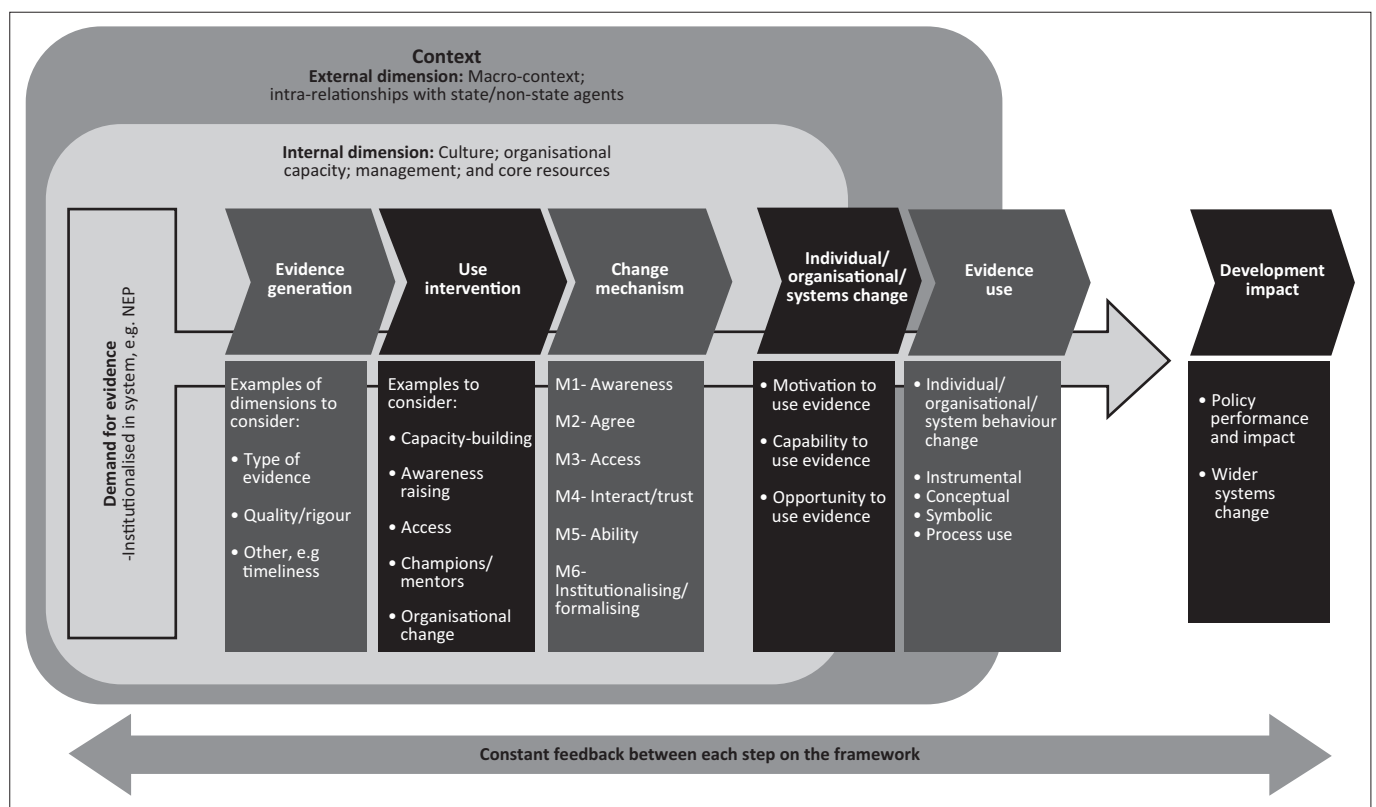 Context
External dimension: Macro-context;
intra-relationships with state/non-state agents
Internal dimension: Culture; organisational
capacity; management; and core resources
Demand for evidence
-Institutionalised in system, e.g. NEP
Evidence
generation
Examples of
dimensions to
consider:
• Type of
evidence
• Quality/rigour
• Other, e.g
timeliness
Use
intervention
Examples to
consider:
• Capacity-building
• Awareness
raising
• Access
• Champions/
mentors
• Organisational
change
Change
mechanism
M1- Awareness
M2- Agree
M3- Access
M4- Interact/trust
M5- Ability
M6-
Institutionalising/
formalising
Individual/
organisational/
systems change
• Motivation to
use evidence
• Capability to
use evidence
• Opportunity to
use evidence
Evidence
use
• Individual/
organisational/
system behaviour
change
• Instrumental
• Conceptual
• Symbolic
• Process use
Development
impact
• Policy
performance
and impact
• Wider
systems
change
Constant feedback between each step on the framework